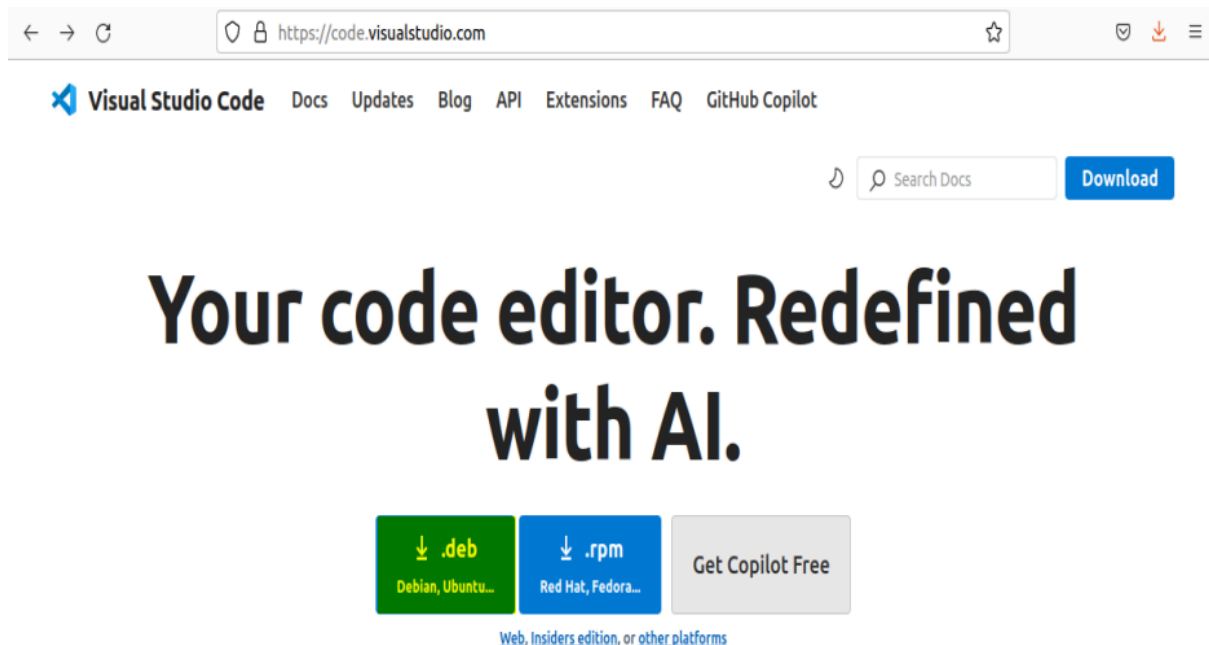 https://code.visualstudio.com
Visual Studio Code Docs Updates Blog API Extensions FAQ GitHub Copilot
Search Docs Download
Your code editor. Redefined
with AI.
.deb .rpm Get Copilot Free
Debian, Ubuntu... Red Hat, Fedora...
Web, Insiders edition, or other platforms